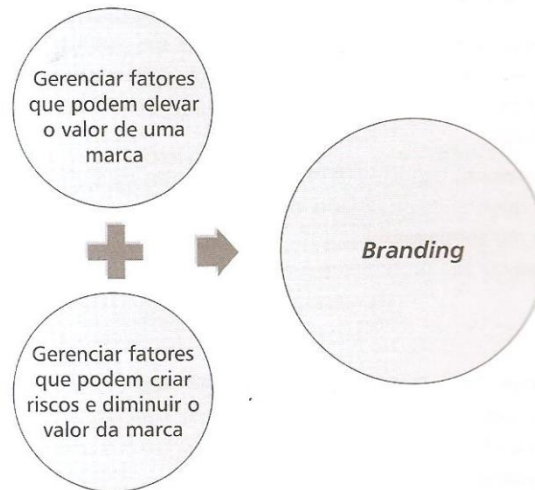 Gerenciar fatores
que podem elevar
o valor de uma
marca
Branding
Gerenciar fatores
que podem criar
riscos e diminuir o
valor da marca